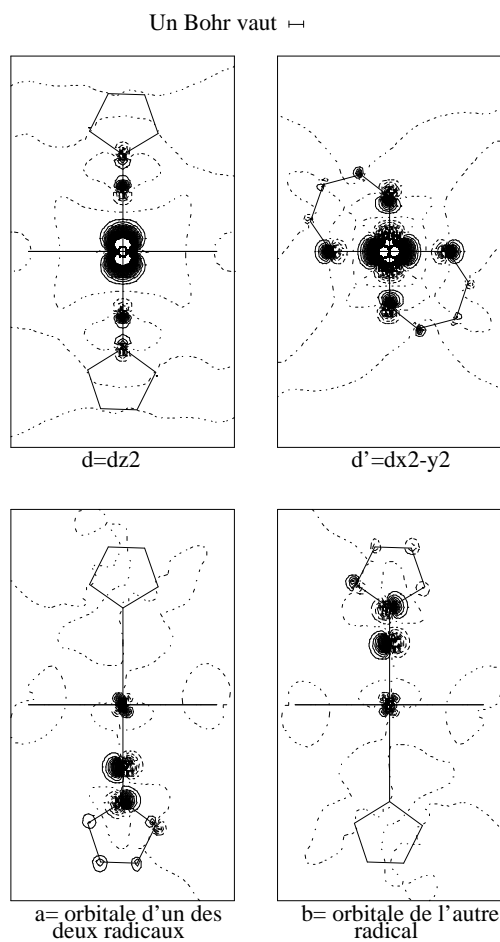 Un Bohr vaut
d=dz2
d'=dx2-y2
a= orbitale d'un des
deux radicaux
b= orbitale de l'autre
radical